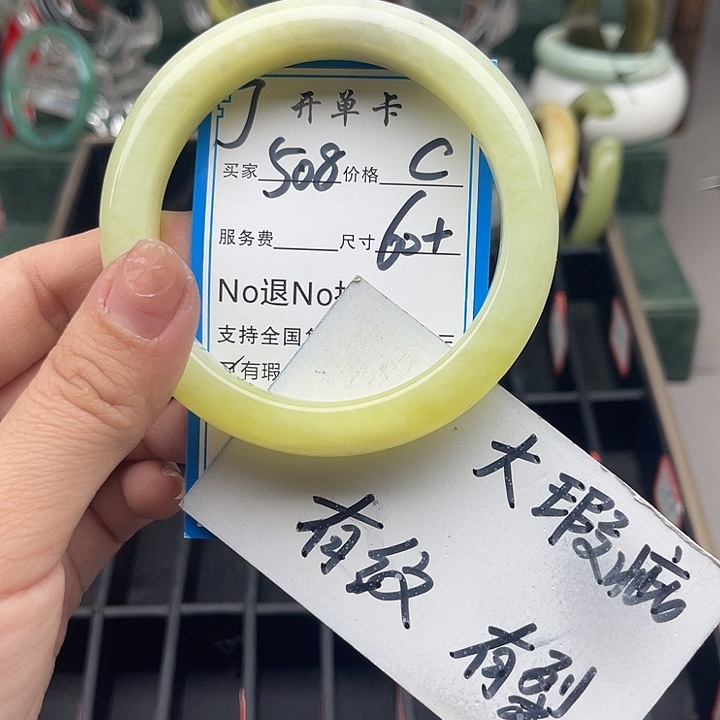 开单卡
买家 508 价格 C
服务费 尺寸 60+
No退No
支持全国
☑有瑕
大瑕疵
有纹
有裂